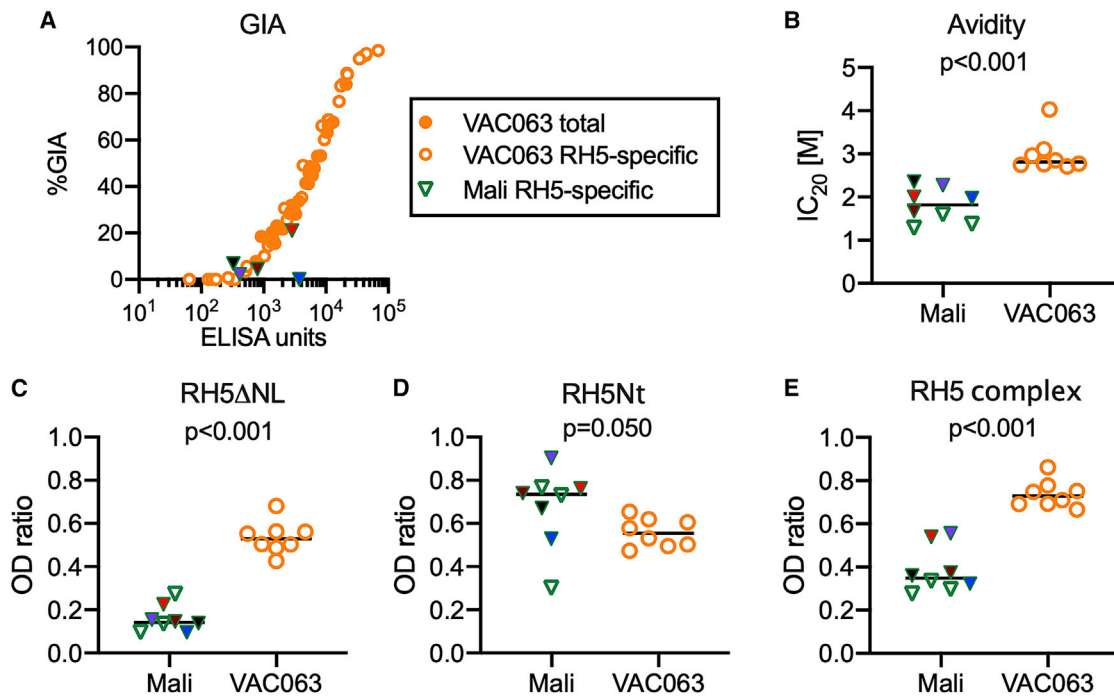 A
GIA
%GIA
100
80
60
40
20
0
10¹ 10² 10³ 10⁴ 10⁵
ELISA units
VAC063 total
VAC063 RH5-specific
Mali RH5-specific
B
Avidity
p<0.001
IC₂₀ [M]
5
4
3
2
1
0
Mali VAC063
C
RH5ΔNL
p<0.001
OD ratio
1.0
0.8
0.6
0.4
0.2
0.0
Mali VAC063
D
RH5Nt
p=0.050
OD ratio
1.0
0.8
0.6
0.4
0.2
0.0
Mali VAC063
E
RH5 complex
p<0.001
OD ratio
1.0
0.8
0.6
0.4
0.2
0.0
Mali VAC063